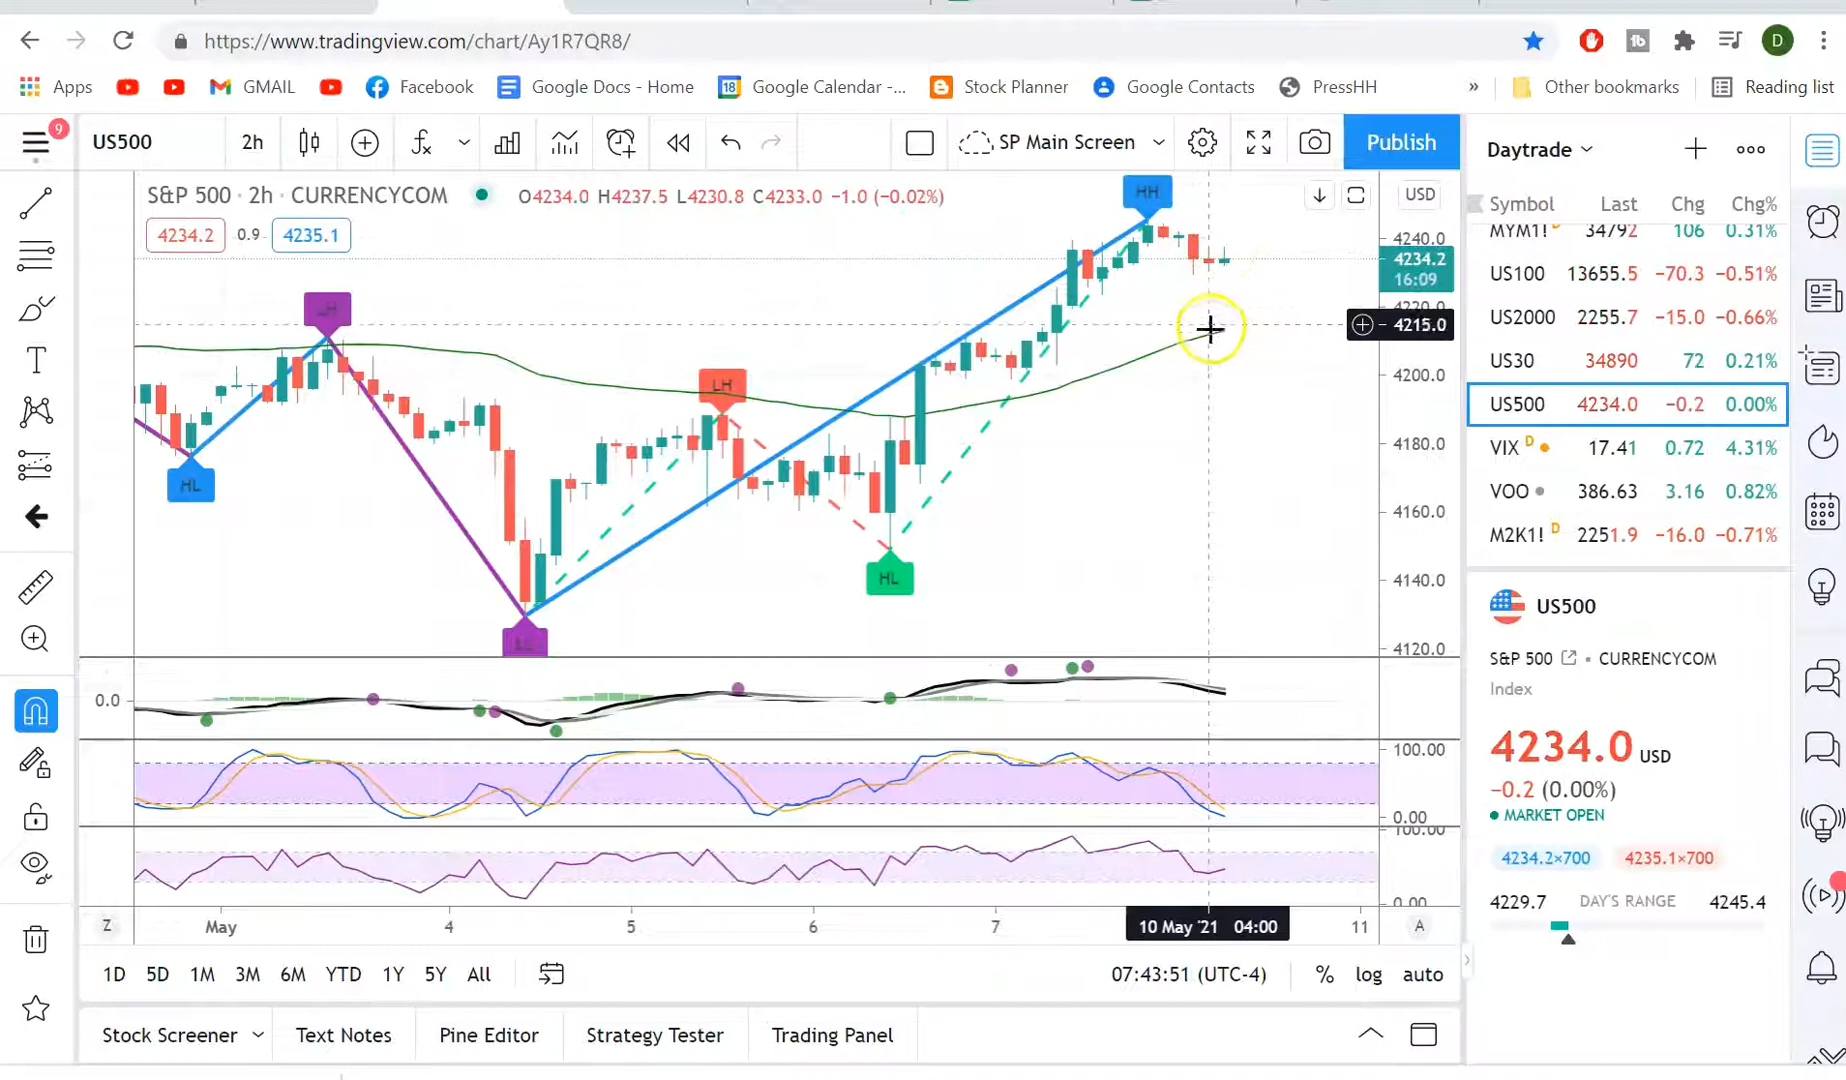 https://www.tradingview.com/chart/Ay1R7QR8/
D
Apps GMAIL Facebook Google Docs - Home 18 Google Calendar -... Stock Planner Google Contacts PressHH » Other bookmarks Reading list
9 US500 2h SP Main Screen Publish
S&P 500 · 2h · CURRENCYCOM O4234.0 H4237.5 L4230.8 C4233.0 −1.0 (−0.02%)
4234.2 0.9 4235.1
USD
HH
LH
HL
LH
HL
4240.0
4234.2
16:09
4215.0
4200.0
4180.0
4160.0
4140.0
4120.0
0.0
100.00
0.00
100.00
0.00
Z May 4 5 6 7 10 May '21 04:00 11 A
1D 5D 1M 3M 6M YTD 1Y 5Y All 07:43:51 (UTC-4) % log auto
Stock Screener Text Notes Pine Editor Strategy Tester Trading Panel
Daytrade
Symbol Last Chg Chg%
MYM1! D 34792 106 0.31%
US100 13655.5 −70.3 −0.51%
US2000 2255.7 −15.0 −0.66%
US30 34890 72 0.21%
US500 4234.0 −0.2 0.00%
VIX D 17.41 0.72 4.31%
VOO 386.63 3.16 0.82%
M2K1! D 2251.9 −16.0 −0.71%
US500
S&P 500 • CURRENCYCOM
Index
4234.0 USD
−0.2 (0.00%)
MARKET OPEN
4234.2×700 4235.1×700
4229.7 DAY'S RANGE 4245.4